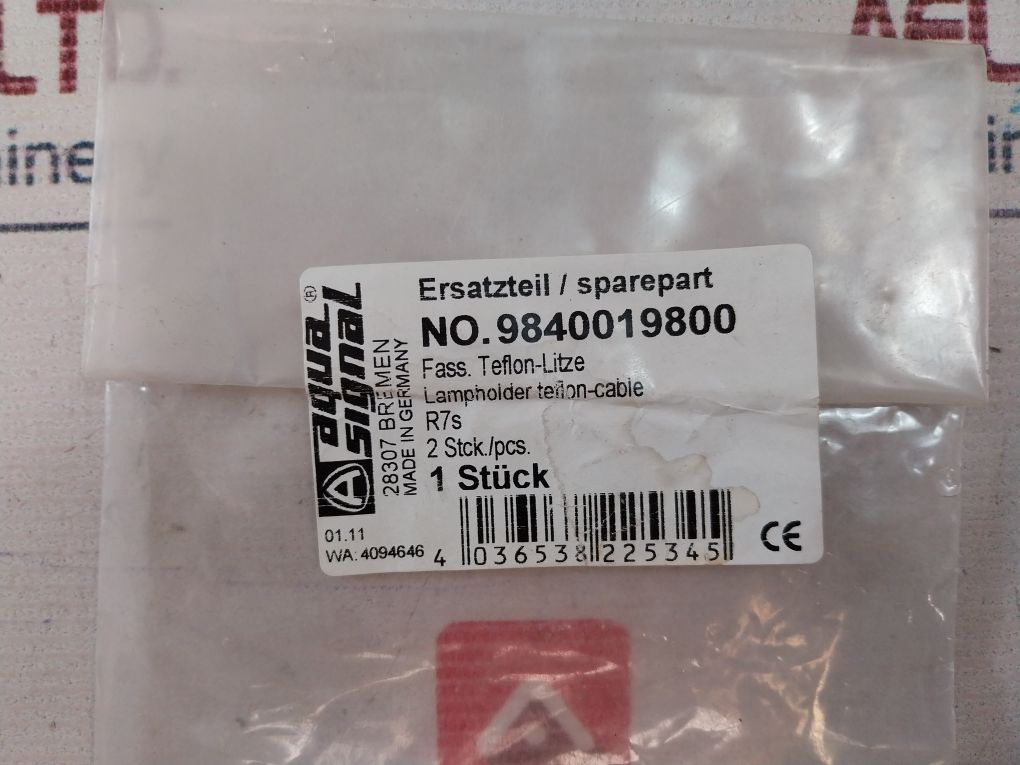 Ersatzteil / sparepart
NO. 9840019800
Fass. Teflon-Litze
Lampholder teflon-cable
R7s
2 Stck./pcs.
1 Stück
aqua
signal
®
28307 BREMEN
MADE IN GERMANY
01.11
WA: 4094646
4 036538 225345
CE